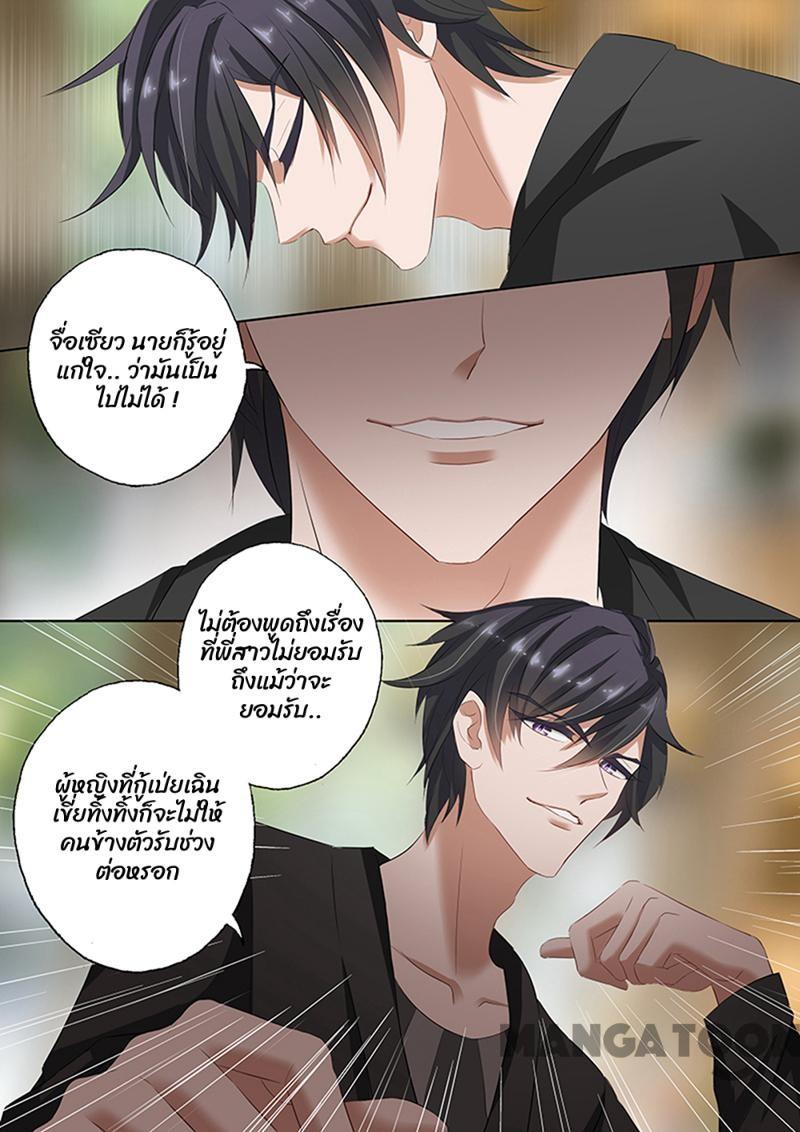 จื่อเซียว นายก็รู้อยู่
แก่ใจ.. ว่ามันเป็น
ไปไม่ได้ !
ไม่ต้องพูดถึงเรื่อง
ที่พี่สาวไม่ยอมรับ
ถึงแม้ว่าจะ
ยอมรับ..
ผู้หญิงที่กู้เป่ยเฉิน
เขี่ยทิ้งทิ้งก็จะไม่ให้
คนข้างตัวรับช่วง
ต่อหรอก
MANGATOON